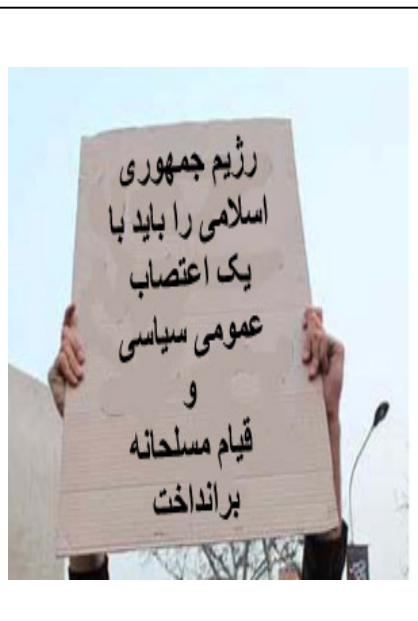 رژیم جمهوری
اسلامی را باید با
یک اعتصاب
عمومی سیاسی
و
قیام مسلحانه
برانداخت